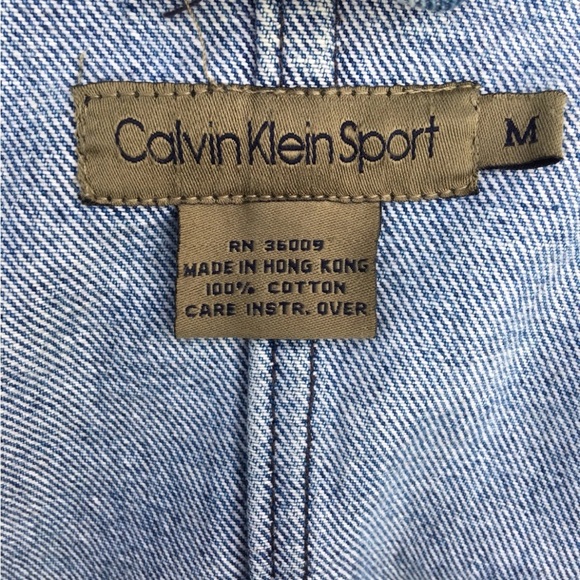 Calvin Klein Sport
M
RN 36009
MADE IN HONG KONG
100% COTTON
CARE INSTR. OVER